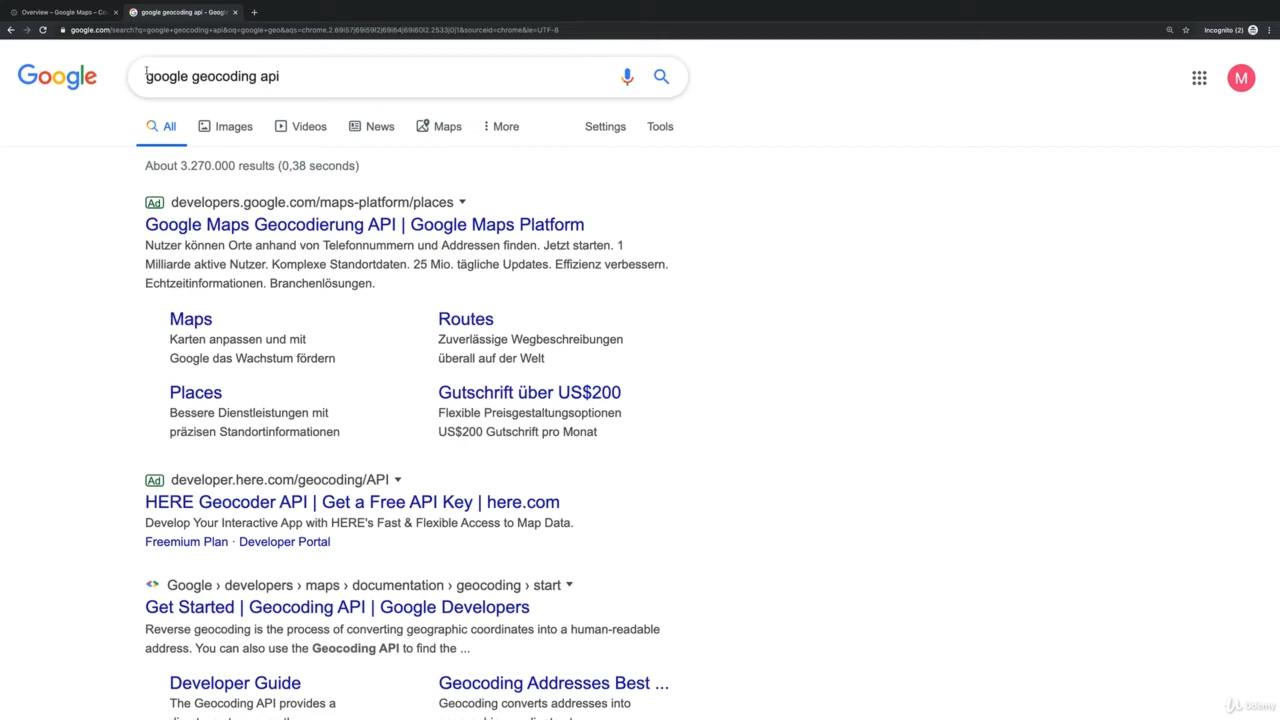 Overview – Google Maps – Co
google geocoding api - Goog
google.com/search?q=google+geocoding+api&oq=google+geo&aqs=chrome.2.69i57j69i59l2j69i64j69i60l2.2533j0j1&sourceid=chrome&ie=UTF-8
Incognito (2)
Google
google geocoding api
M
All
Images
Videos
News
Maps
More
Settings
Tools
About 3.270.000 results (0,38 seconds)
Ad developers.google.com/maps-platform/places
Google Maps Geocodierung API | Google Maps Platform
Nutzer können Orte anhand von Telefonnummern und Addressen finden. Jetzt starten. 1
Milliarde aktive Nutzer. Komplexe Standortdaten. 25 Mio. tägliche Updates. Effizienz verbessern.
Echtzeitinformationen. Branchenlösungen.
Maps
Karten anpassen und mit
Google das Wachstum fördern
Routes
Zuverlässige Wegbeschreibungen
überall auf der Welt
Places
Bessere Dienstleistungen mit
präzisen Standortinformationen
Gutschrift über US$200
Flexible Preisgestaltungsoptionen
US$200 Gutschrift pro Monat
Ad developer.here.com/geocoding/API
HERE Geocoder API | Get a Free API Key | here.com
Develop Your Interactive App with HERE's Fast & Flexible Access to Map Data.
Freemium Plan · Developer Portal
Google › developers › maps › documentation › geocoding › start
Get Started | Geocoding API | Google Developers
Reverse geocoding is the process of converting geographic coordinates into a human-readable
address. You can also use the Geocoding API to find the ...
Developer Guide
The Geocoding API provides a
Geocoding Addresses Best ...
Geocoding converts addresses into
Udemy